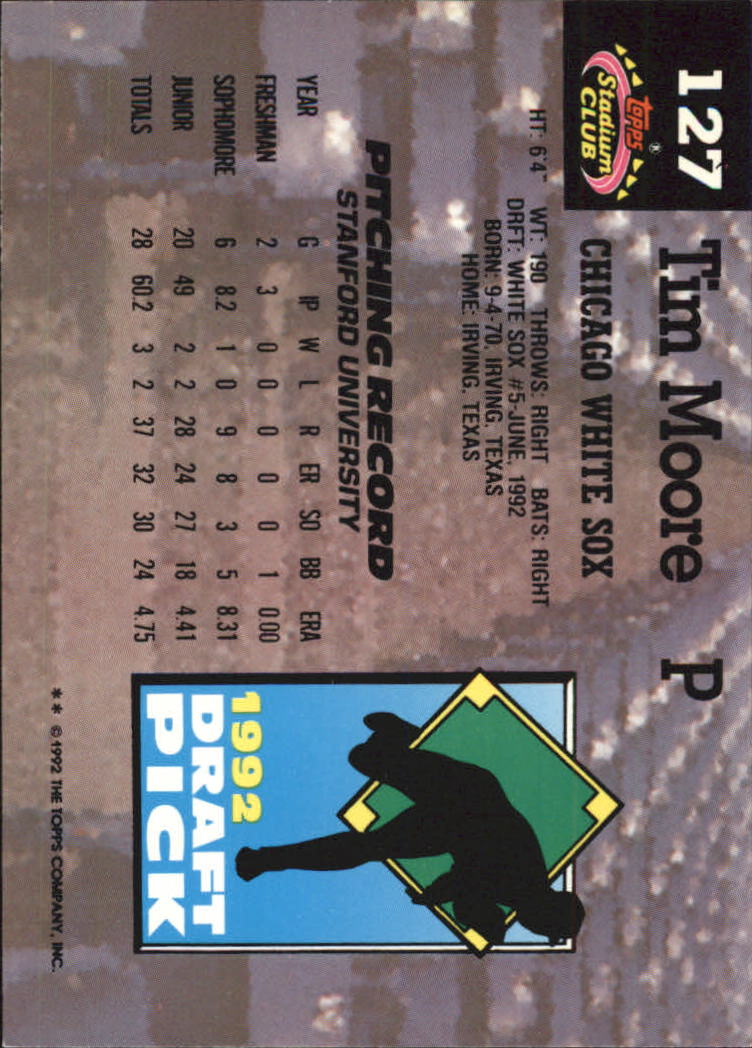 127
Tim Moore P
topps®
Stadium
CLUB
CHICAGO WHITE SOX
HT: 6'4" WT: 190 THROWS: RIGHT BATS: RIGHT
DRFT: WHITE SOX #5-JUNE, 1992
BORN: 9-4-70, IRVING, TEXAS
HOME: IRVING, TEXAS
PITCHING RECORD
STANFORD UNIVERSITY
YEAR G IP W L R ER SO BB ERA
FRESHMAN 2 3 0 0 0 0 0 1 0.00
SOPHOMORE 6 8.2 1 0 9 8 3 5 8.31
JUNIOR 20 49 2 2 28 24 27 18 4.41
TOTALS 28 60.2 3 2 37 32 30 24 4.75
1992
DRAFT
PICK
** © 1992 THE TOPPS COMPANY, INC.